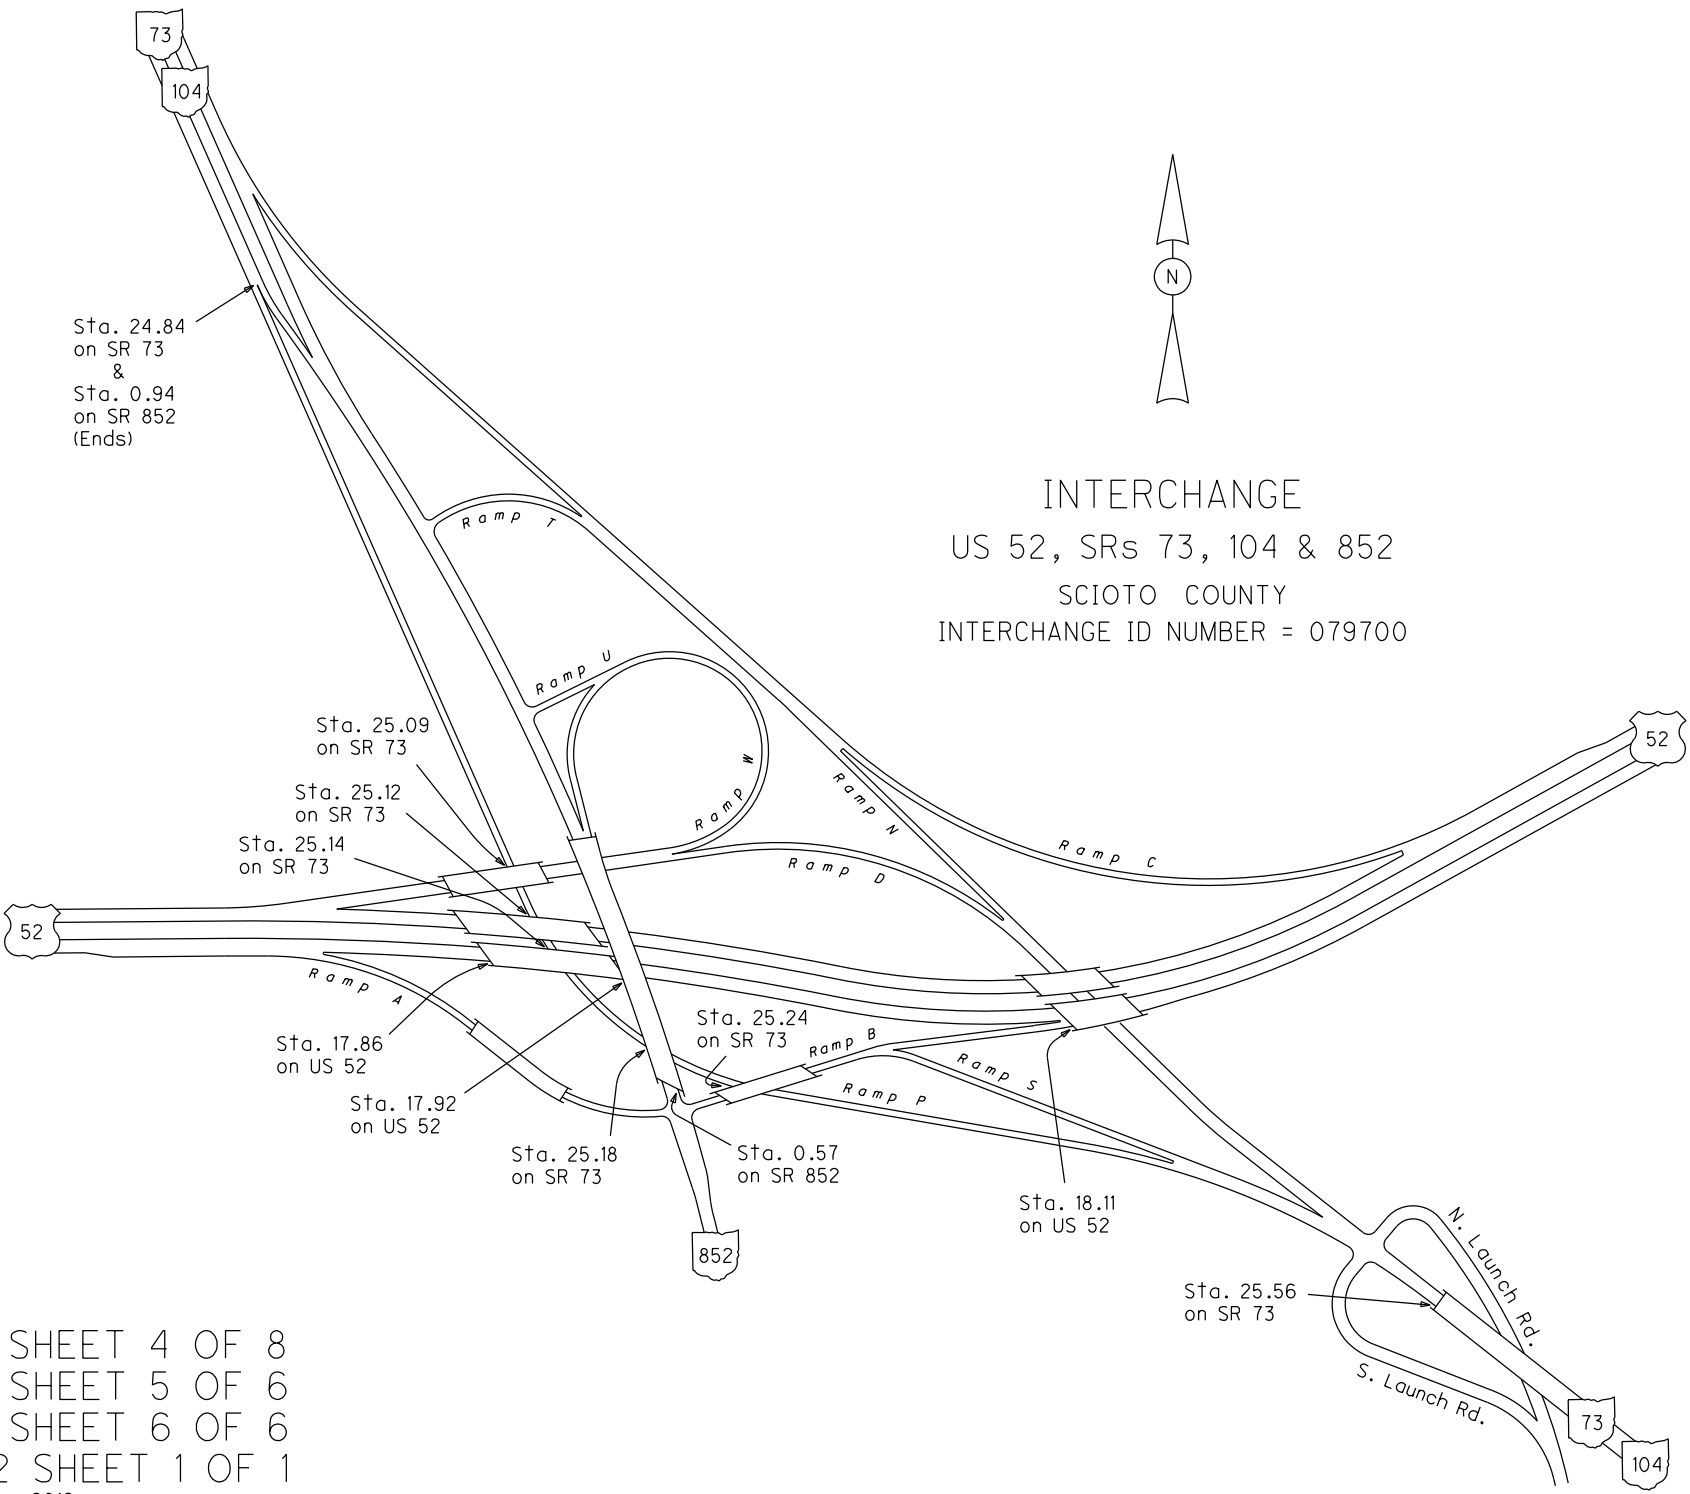 73
104
N
Sta. 24.84
on SR 73
&
Sta. 0.94
on SR 852
(Ends)
INTERCHANGE
US 52, SRs 73, 104 & 852
SCIOTO COUNTY
INTERCHANGE ID NUMBER = 079700
Ramp T
Ramp U
Ramp W
Ramp N
Ramp C
Ramp D
52
Sta. 25.09
on SR 73
Sta. 25.12
on SR 73
Sta. 25.14
on SR 73
52
Ramp A
Sta. 17.86
on US 52
Sta. 17.92
on US 52
Sta. 25.18
on SR 73
Sta. 25.24
on SR 73
Ramp B
Ramp S
Ramp P
Sta. 0.57
on SR 852
852
Sta. 18.11
on US 52
N. Launch Rd.
Sta. 25.56
on SR 73
S. Launch Rd.
73
104
SHEET 4 OF 8
SHEET 5 OF 6
SHEET 6 OF 6
2 SHEET 1 OF 1